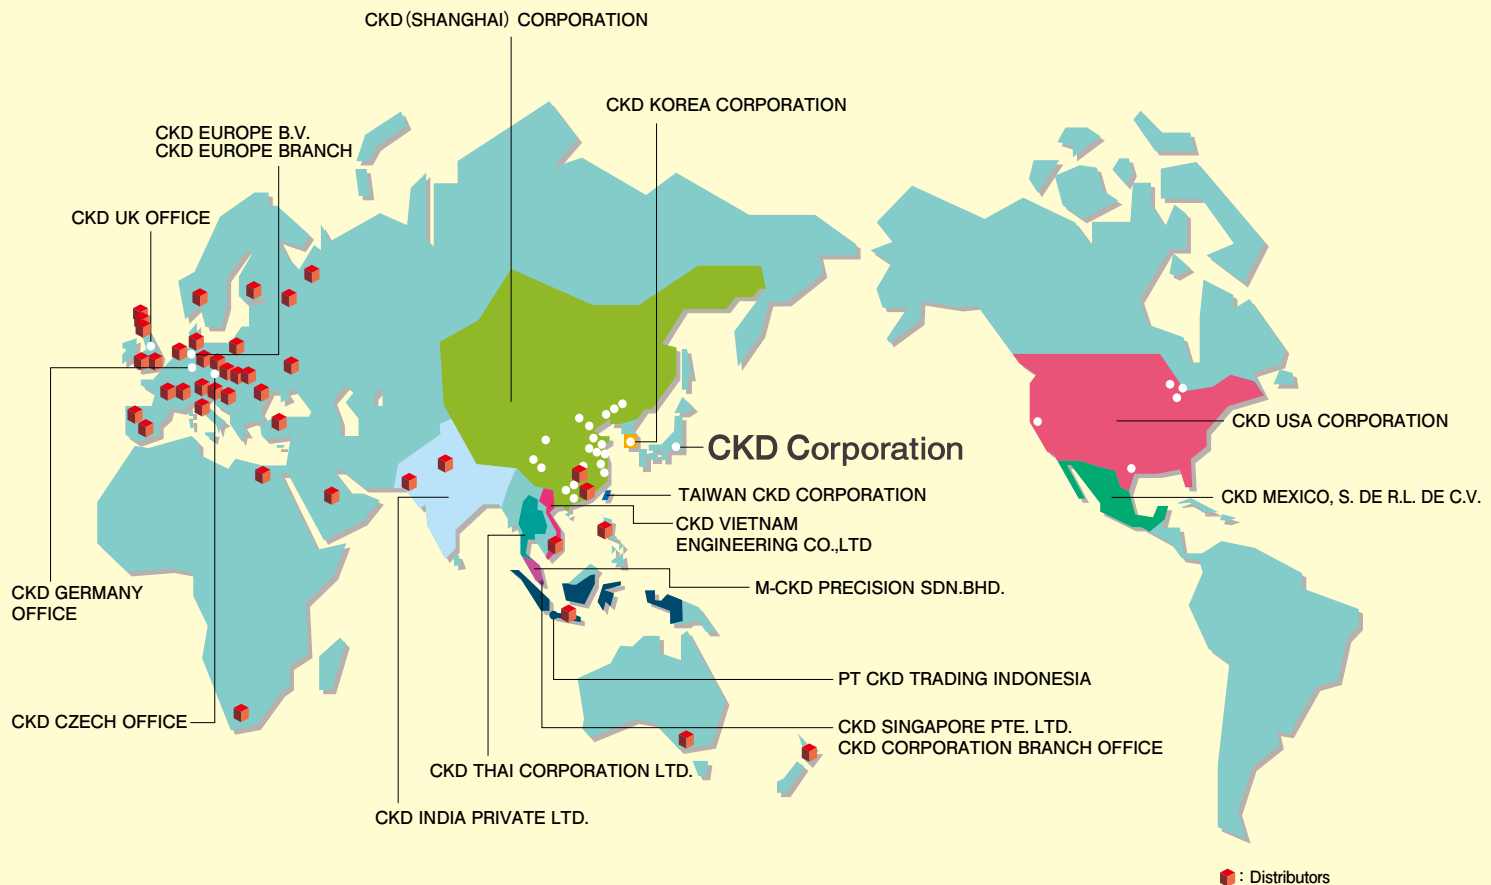 CKD(SHANGHAI) CORPORATION
CKD KOREA CORPORATION
CKD EUROPE B.V.
CKD EUROPE BRANCH
CKD UK OFFICE
CKD USA CORPORATION
CKD Corporation
TAIWAN CKD CORPORATION
CKD MEXICO, S. DE R.L. DE C.V.
CKD VIETNAM
ENGINEERING CO.,LTD
M-CKD PRECISION SDN.BHD.
CKD GERMANY
OFFICE
PT CKD TRADING INDONESIA
CKD CZECH OFFICE
CKD SINGAPORE PTE. LTD.
CKD CORPORATION BRANCH OFFICE
CKD THAI CORPORATION LTD.
CKD INDIA PRIVATE LTD.
: Distributors